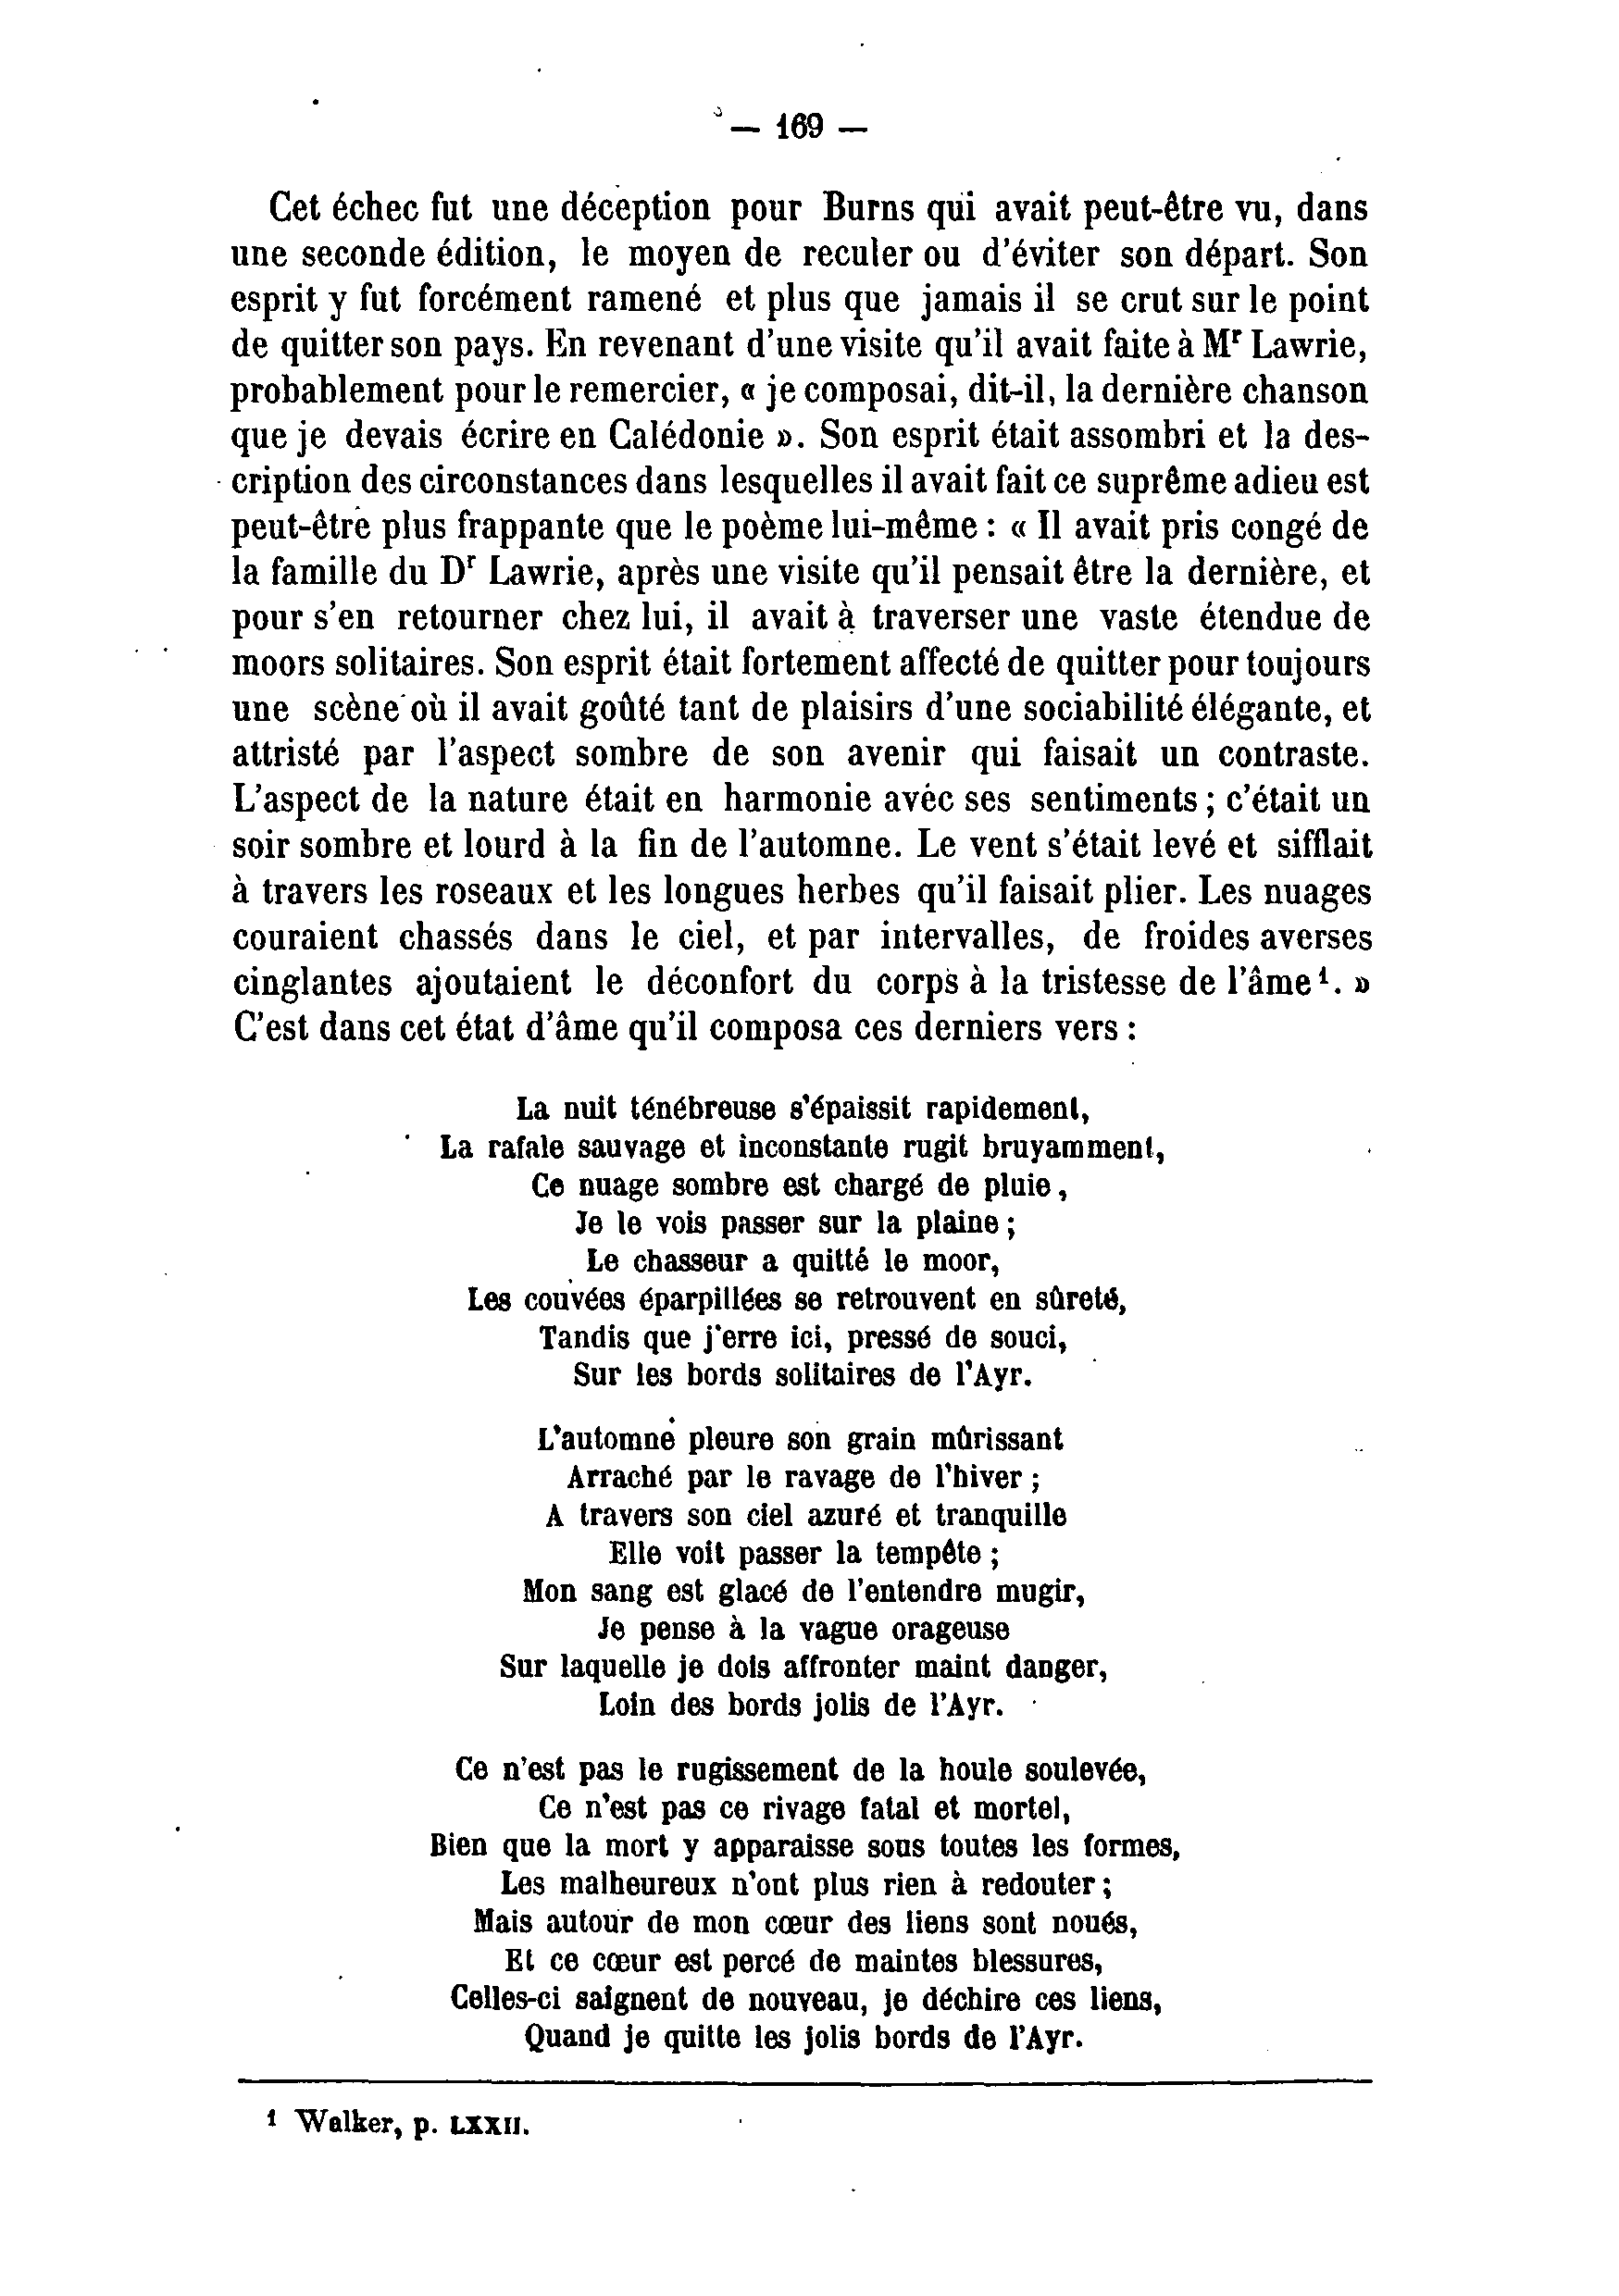 — 169 —
Cet échec fut une déception pour Burns qui avait peut-être vu, dans
une seconde édition, le moyen de reculer ou d'éviter son départ. Son
esprit y fut forcément ramené et plus que jamais il se crut sur le point
de quitter son pays. En revenant d'une visite qu'il avait faite à Mr Lawrie,
probablement pour le remercier, « je composai, dit-il, la dernière chanson
que je devais écrire en Calédonie ». Son esprit était assombri et la des-
cription des circonstances dans lesquelles il avait fait ce suprême adieu est
peut-être plus frappante que le poème lui-même : « Il avait pris congé de
la famille du Dr Lawrie, après une visite qu'il pensait être la dernière, et
pour s'en retourner chez lui, il avait à traverser une vaste étendue de
moors solitaires. Son esprit était fortement affecté de quitter pour toujours
une scène où il avait goûté tant de plaisirs d'une sociabilité élégante, et
attristé par l'aspect sombre de son avenir qui faisait un contraste.
L'aspect de la nature était en harmonie avec ses sentiments ; c'était un
soir sombre et lourd à la fin de l'automne. Le vent s'était levé et sifflait
à travers les roseaux et les longues herbes qu'il faisait plier. Les nuages
couraient chassés dans le ciel, et par intervalles, de froides averses
cinglantes ajoutaient le déconfort du corps à la tristesse de l'âme ¹. »
C'est dans cet état d'âme qu'il composa ces derniers vers :
La nuit ténébreuse s'épaissit rapidement,
La rafale sauvage et inconstante rugit bruyamment,
Ce nuage sombre est chargé de pluie,
Je le vois passer sur la plaine ;
Le chasseur a quitté le moor,
Les couvées éparpillées se retrouvent en sûreté,
Tandis que j'erre ici, pressé de souci,
Sur les bords solitaires de l'Ayr.
L'automne pleure son grain mûrissant
Arraché par le ravage de l'hiver ;
A travers son ciel azuré et tranquille
Elle voit passer la tempête ;
Mon sang est glacé de l'entendre mugir,
Je pense à la vague orageuse
Sur laquelle je dois affronter maint danger,
Loin des bords jolis de l'Ayr.
Ce n'est pas le rugissement de la houle soulevée,
Ce n'est pas ce rivage fatal et mortel,
Bien que la mort y apparaisse sous toutes les formes,
Les malheureux n'ont plus rien à redouter ;
Mais autour de mon cœur des liens sont noués,
Et ce cœur est percé de maintes blessures,
Celles-ci saignent de nouveau, je déchire ces liens,
Quand je quitte les jolis bords de l'Ayr.
¹ Walker, p. LXXII.